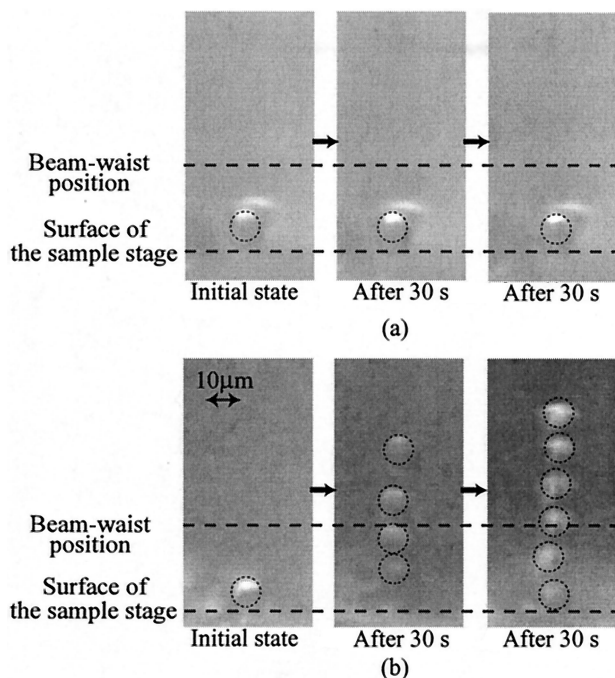 Beam-waist
position
Surface of
the sample stage
Initial state After 30 s After 30 s
(a)
10μm
Beam-waist
position
Surface of
the sample stage
Initial state After 30 s After 30 s
(b)